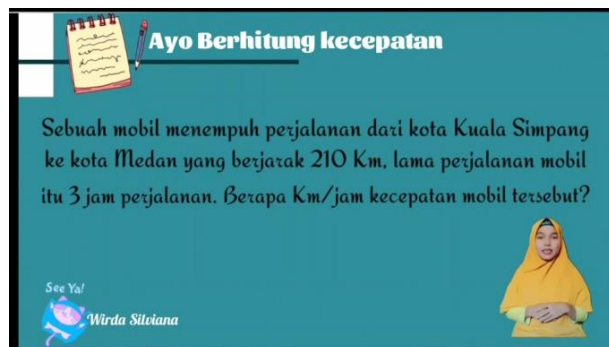 Ayo Berhitung kecepatan
Sebuah mobil menempuh perjalanan dari kota Kuala Simpang
ke kota Medan yang berjarak 210 Km, lama perjalanan mobil
itu 3 jam perjalanan. Berapa Km/jam kecepatan mobil tersebut?
See Ya!
Wirda Silviana